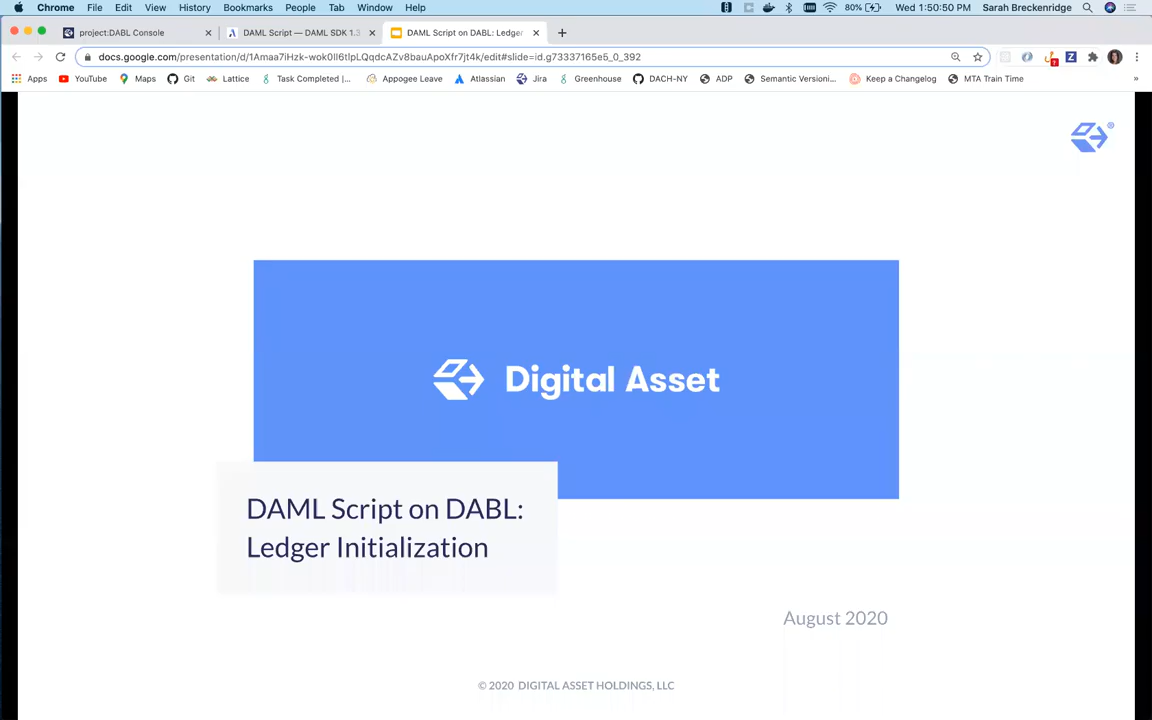 Chrome File Edit View History Bookmarks People Tab Window Help 80% Wed 1:50:50 PM Sarah Breckenridge
project:DABL Console DAML Script — DAML SDK 1.3 DAML Script on DABL: Ledger
docs.google.com/presentation/d/1Amaa7iHzk-wok0II6tIpLQqdcAZv8bauApoXfr7jt4k/edit#slide=id.g73337165e5_0_392
Apps YouTube Maps Git Lattice Task Completed |... Appogee Leave Atlassian Jira Greenhouse DACH-NY ADP Semantic Versioni... Keep a Changelog MTA Train Time »
Digital Asset
DAML Script on DABL:
Ledger Initialization
August 2020
© 2020 DIGITAL ASSET HOLDINGS, LLC